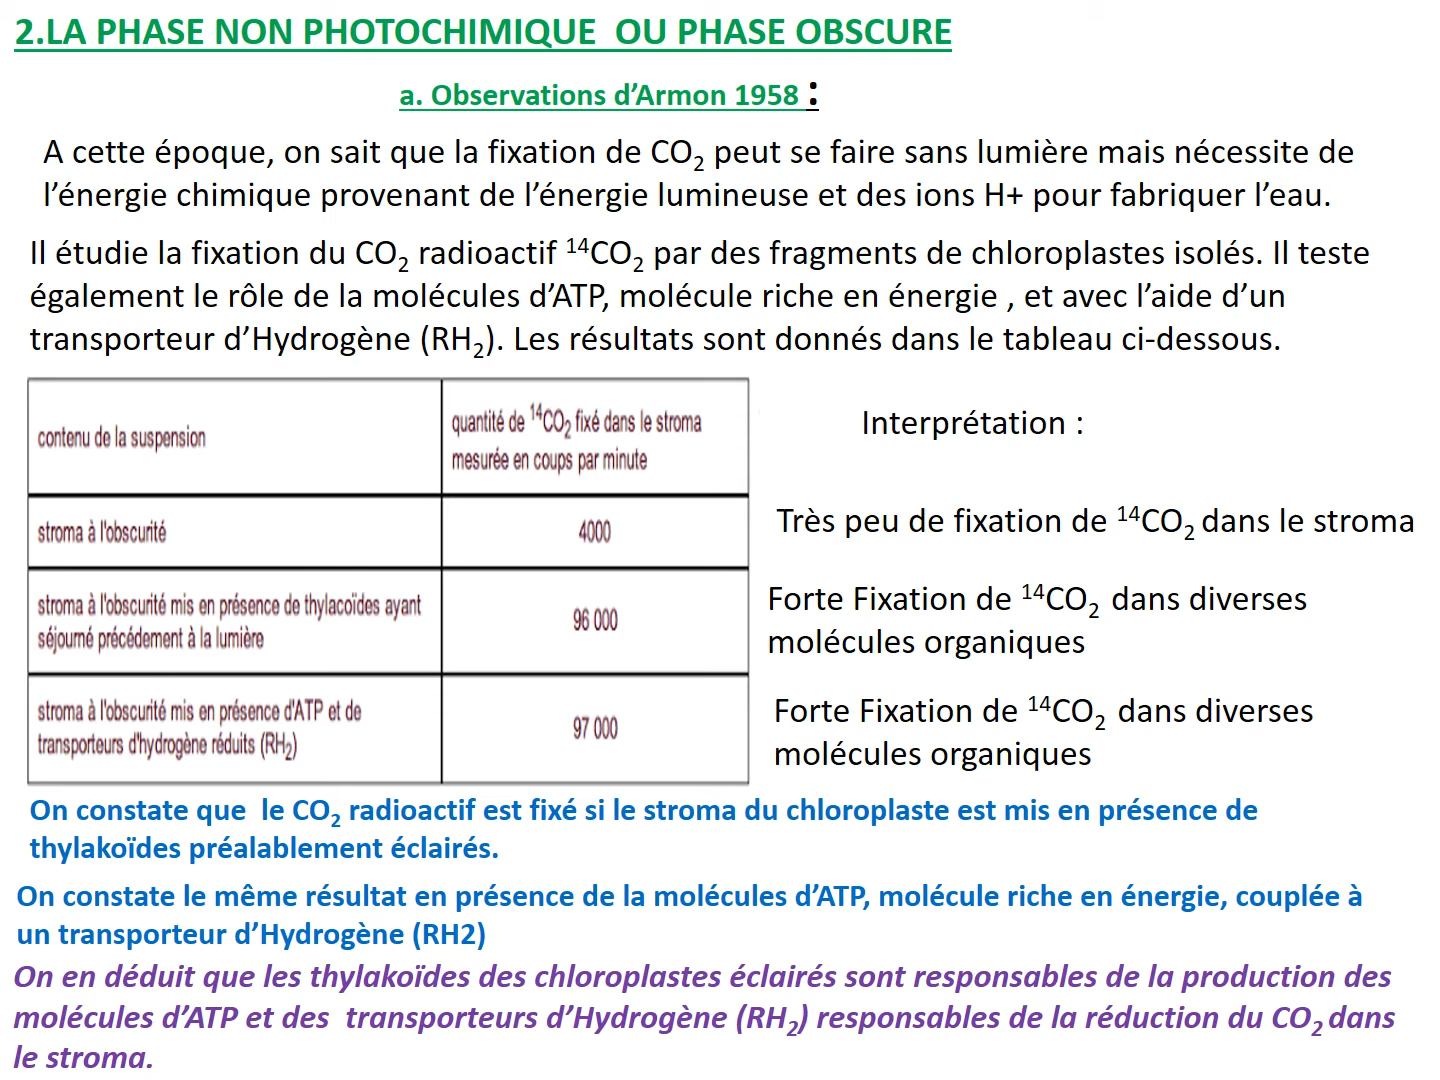 2.LA PHASE NON PHOTOCHIMIQUE  OU PHASE OBSCURE
a. Observations d’Armon 1958 :
A cette époque, on sait que la fixation de CO2 peut se faire sans lumière mais nécessite de
l’énergie chimique provenant de l’énergie lumineuse et des ions H+ pour fabriquer l’eau.
Il étudie la fixation du CO2 radioactif 14CO2 par des fragments de chloroplastes isolés. Il teste
également le rôle de la molécules d’ATP, molécule riche en énergie , et avec l’aide d’un
transporteur d’Hydrogène (RH2). Les résultats sont donnés dans le tableau ci-dessous.
contenu de la suspension
quantité de 14CO2 fixé dans le stroma
mesurée en coups par minute
Interprétation :
stroma à l'obscurité
4000
Très peu de fixation de 14CO2 dans le stroma
stroma à l'obscurité mis en présence de thylacoïdes ayant
séjourné précédement à la lumière
96 000
Forte Fixation de 14CO2 dans diverses
molécules organiques
stroma à l'obscurité mis en présence d'ATP et de
transporteurs d'hydrogène réduits (RH2)
97 000
Forte Fixation de 14CO2 dans diverses
molécules organiques
On constate que  le CO2 radioactif est fixé si le stroma du chloroplaste est mis en présence de
thylakoïdes préalablement éclairés.
On constate le même résultat en présence de la molécules d’ATP, molécule riche en énergie, couplée à
un transporteur d’Hydrogène (RH2)
On en déduit que les thylakoïdes des chloroplastes éclairés sont responsables de la production des
molécules d’ATP et des  transporteurs d’Hydrogène (RH2) responsables de la réduction du CO2 dans
le stroma.